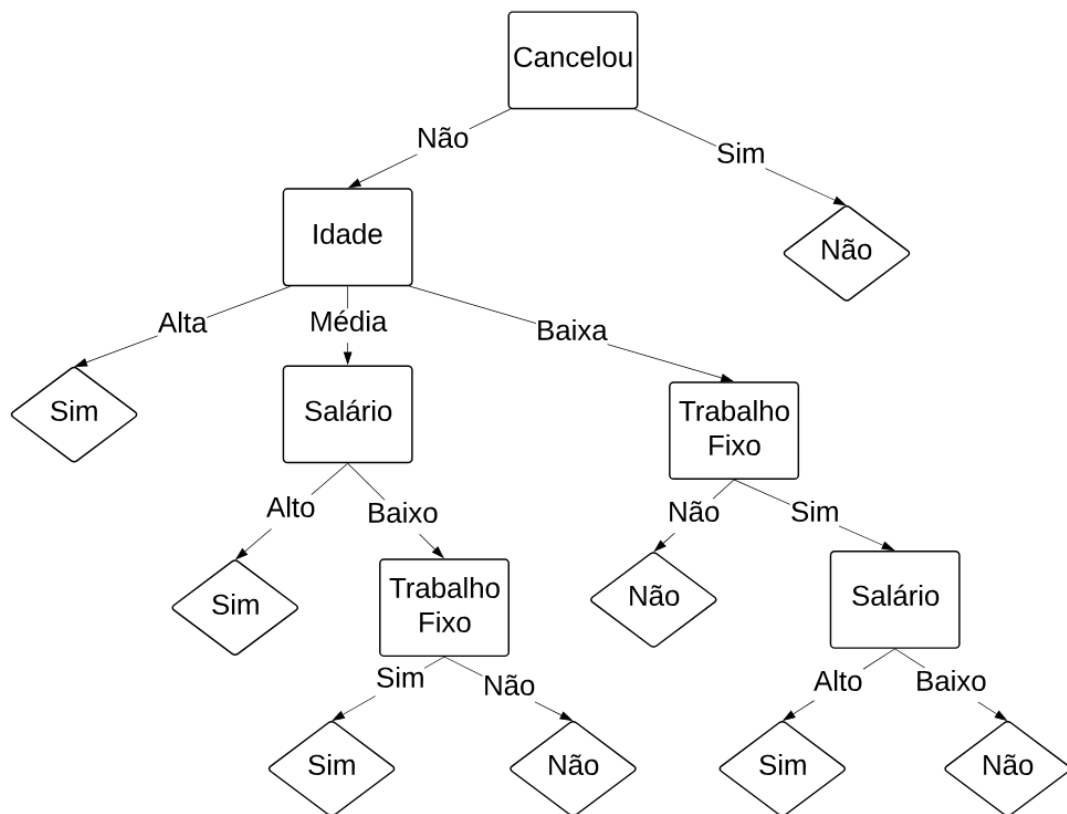 Cancelou
Não
Sim
Idade
Não
Alta
Média
Baixa
Sim
Salário
Trabalho
Fixo
Alto
Baixo
Não
Sim
Sim
Trabalho
Fixo
Não
Salário
Sim
Não
Alto
Baixo
Sim
Não
Sim
Não